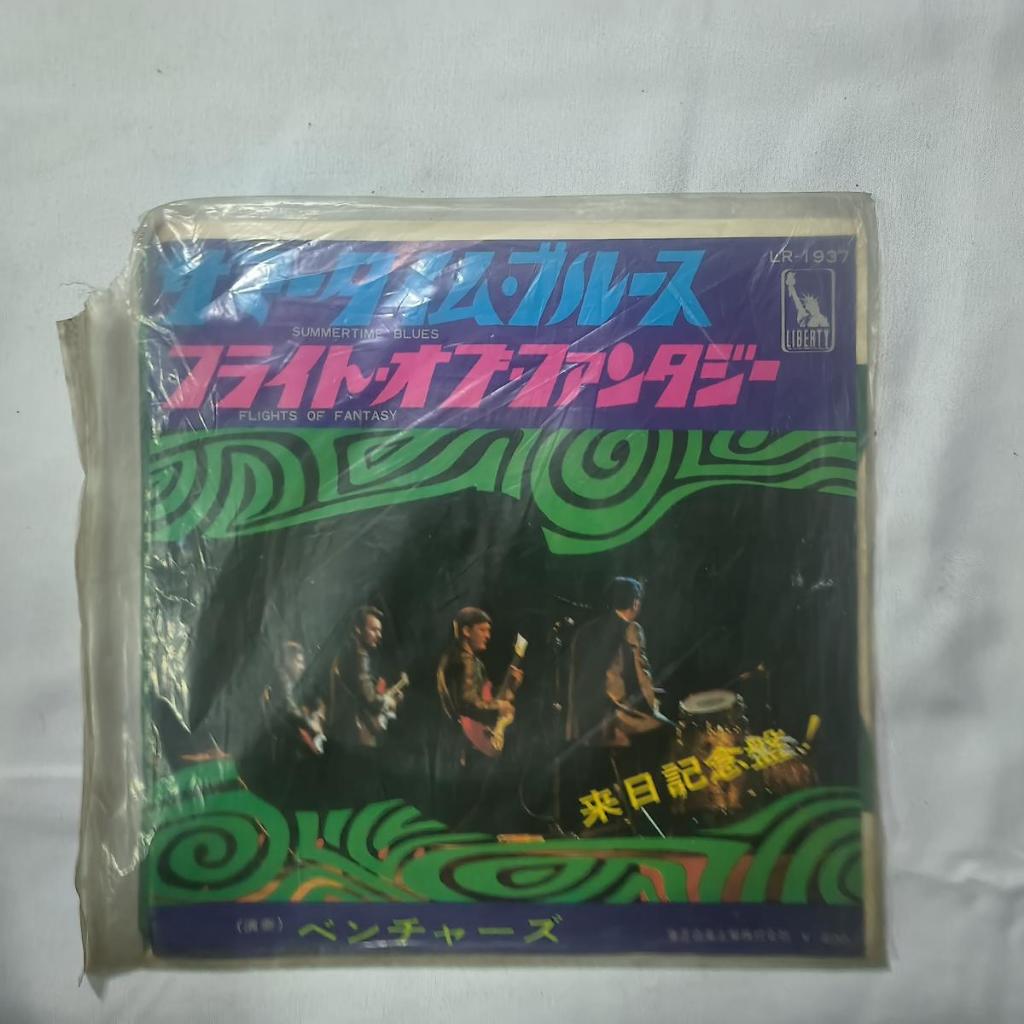 サマータイム・ブルース
LR-1937
SUMMERTIME BLUES
LIBERTY
フライト・オブ・ファンタジー
FLIGHTS OF FANTASY
来日記念盤!
(演奏) ベンチャーズ